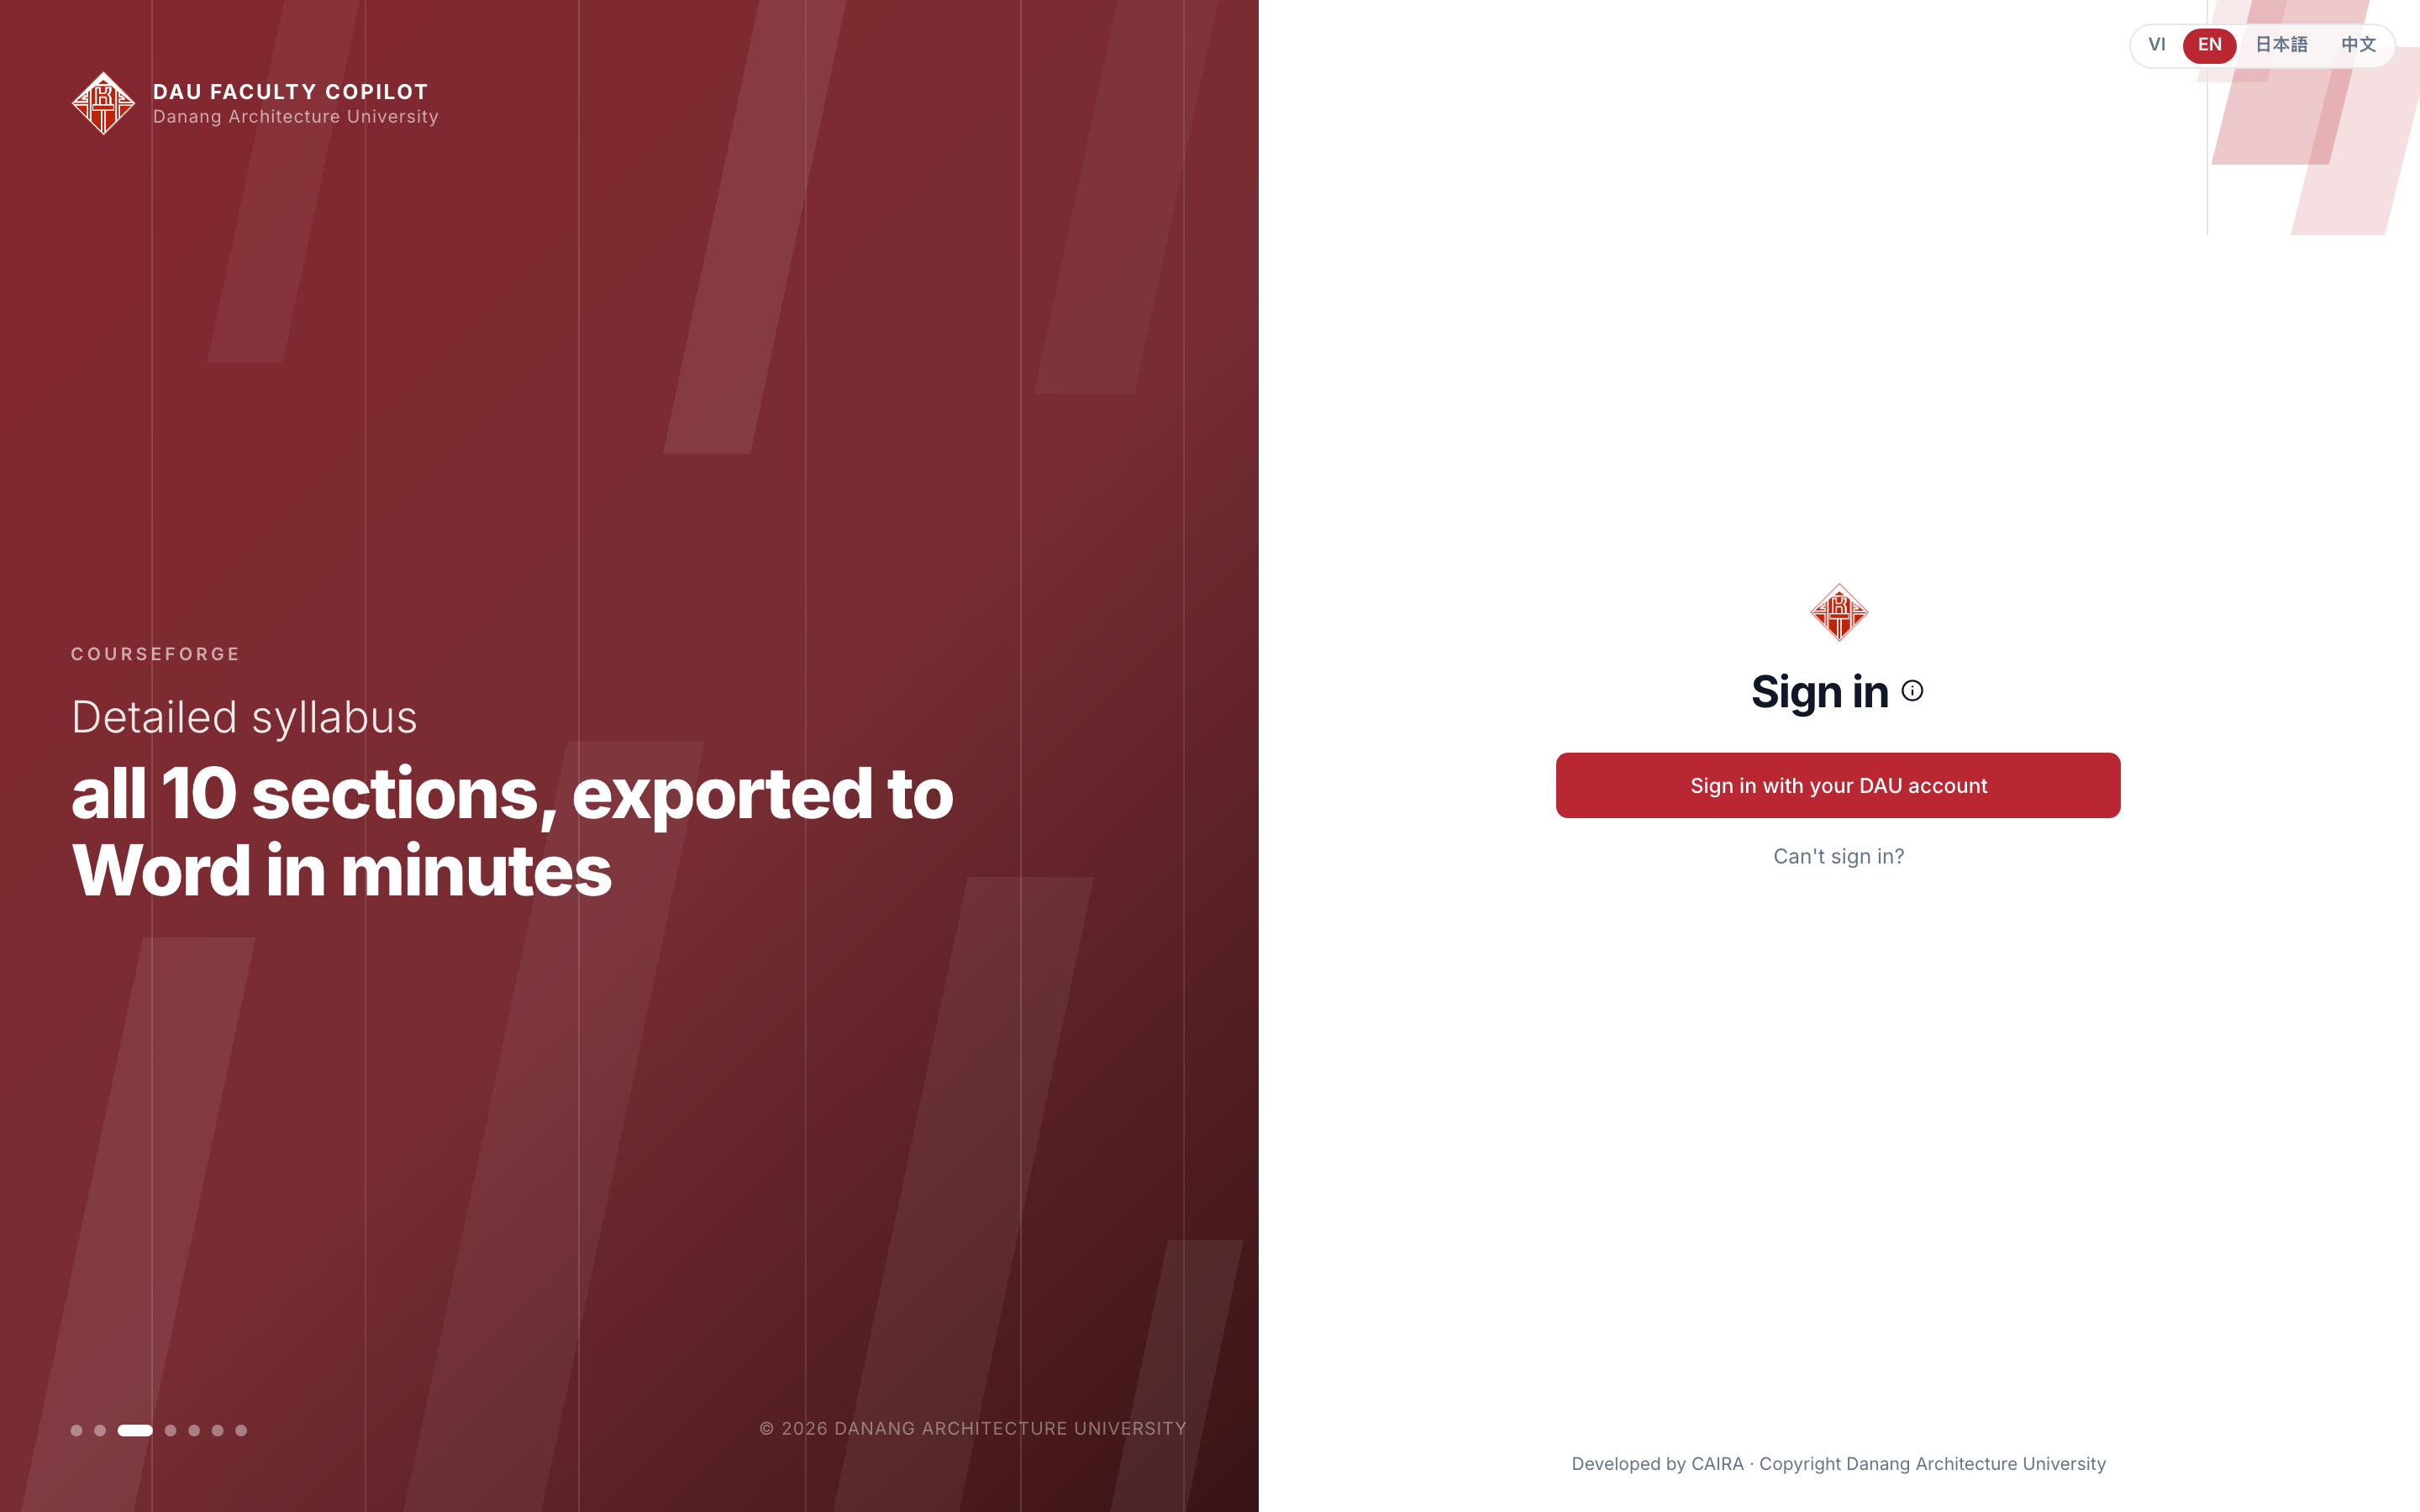 DAU FACULTY COPILOT
Danang Architecture University
COURSEFORGE
Detailed syllabus
all 10 sections, exported to
Word in minutes
© 2026 DANANG ARCHITECTURE UNIVERSITY
VI EN 日本語 中文
Sign in
Sign in with your DAU account
Can't sign in?
Developed by CAIRA · Copyright Danang Architecture University